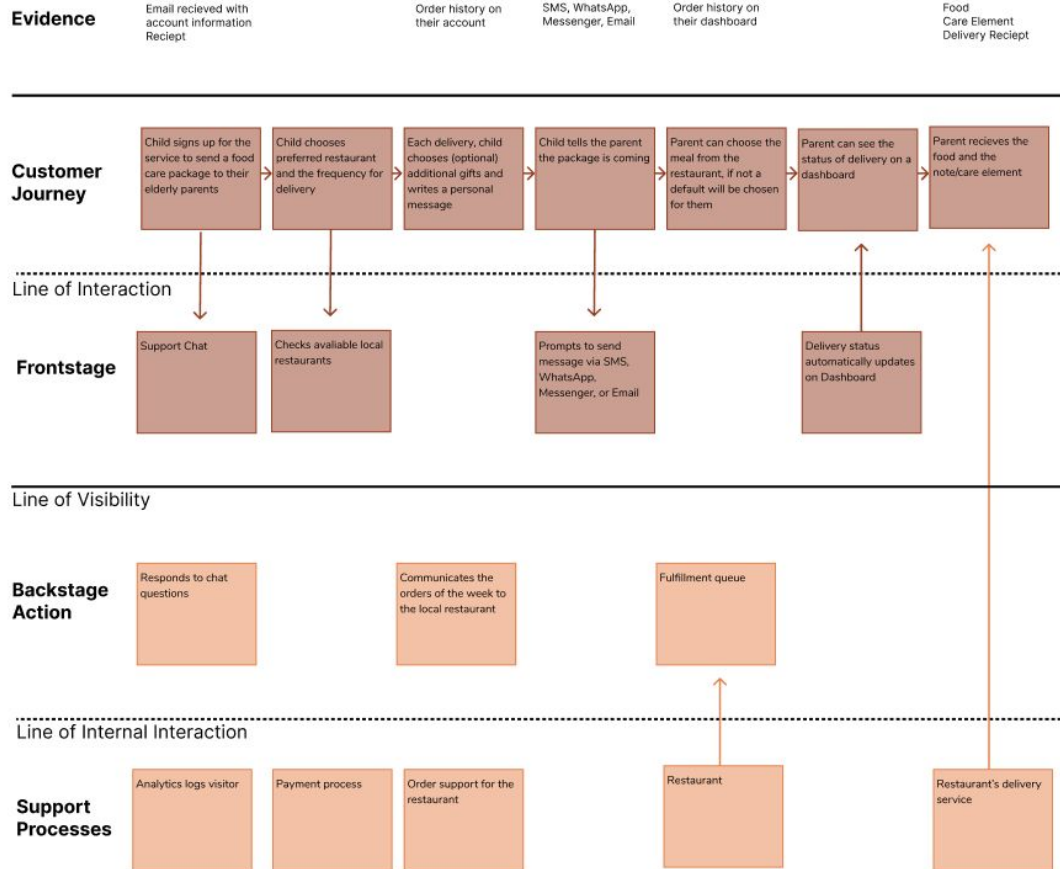 Evidence
Email recieved with
account information
Reciept
Order history on
their account
SMS, WhatsApp,
Messenger, Email
Order history on
their dashboard
Food
Care Element
Delivery Reciept
Customer
Journey
Child signs up for the
service to send a food
care package to their
elderly parents
Child chooses
preferred restaurant
and the frequency for
delivery
Each delivery, child
chooses (optional)
additional gifts and
writes a personal
message
Child tells the parent
the package is coming
Parent can choose the
meal from the
restaurant, if not a
default will be chosen
for them
Parent can see the
status of delivery on a
dashboard
Parent recieves the
food and the
note/care element
Line of Interaction
Frontstage
Support Chat
Checks avaliable local
restaurants
Prompts to send
message via SMS,
WhatsApp,
Messenger, or Email
Delivery status
automatically updates
on Dashboard
Line of Visibility
Backstage
Action
Responds to chat
questions
Communicates the
orders of the week to
the local restaurant
Fulfillment queue
Line of Internal Interaction
Support
Processes
Analytics logs visitor
Payment process
Order support for the
restaurant
Restaurant
Restaurant's delivery
service